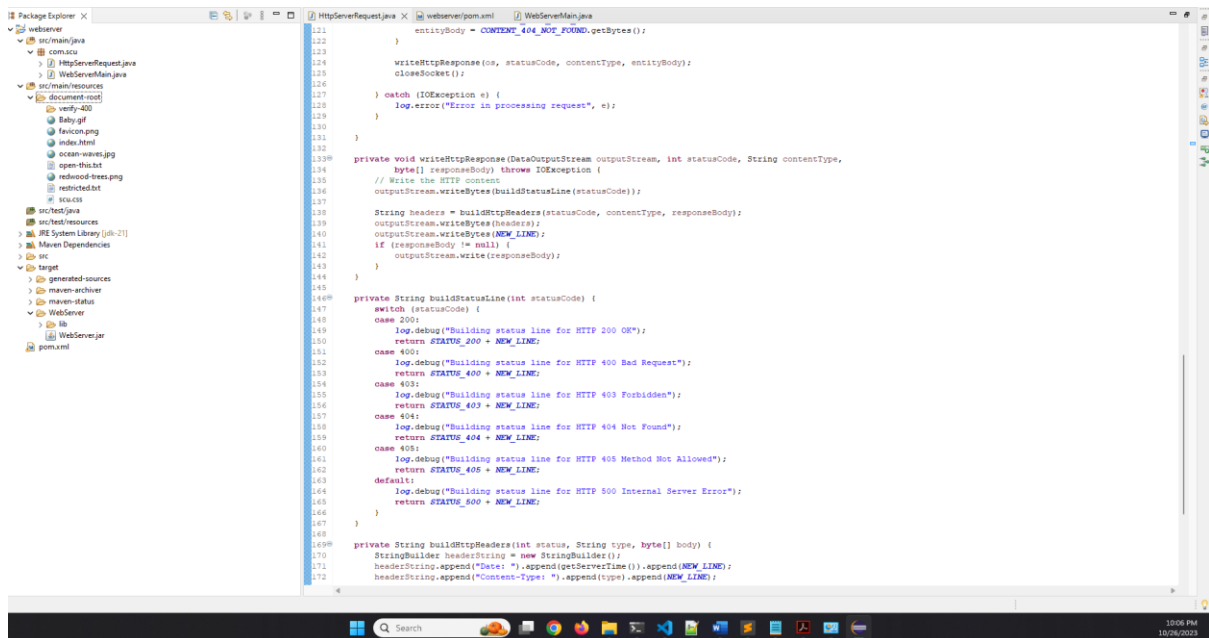 Package Explorer
webserver
src/main/java
com.scu
HttpServerRequest.java
WebServerMain.java
src/main/resources
document-root
verify-400
Baby.gif
favicon.png
index.html
ocean-waves.jpg
open-this.txt
redwood-trees.png
restricted.txt
scu.css
src/test/java
src/test/resources
JRE System Library [jdk-21]
Maven Dependencies
src
target
generated-sources
maven-archiver
maven-status
WebServer
lib
WebServer.jar
pom.xml
HttpServerRequest.java webserver/pom.xml WebServerMain.java
121 entityBody = CONTENT_404_NOT_FOUND.getBytes();
122 }
123
124 writeHttpResponse(os, statusCode, contentType, entityBody);
125 closeSocket();
126
127 } catch (IOException e) {
128 log.error("Error in processing request", e);
129 }
130
131 }
132
133 private void writeHttpResponse(DataOutputStream outputStream, int statusCode, String contentType,
134 byte[] responseBody) throws IOException {
135 // Write the HTTP content
136 outputStream.writeBytes(buildStatusLine(statusCode));
137
138 String headers = buildHttpHeaders(statusCode, contentType, responseBody);
139 outputStream.writeBytes(headers);
140 outputStream.writeBytes(NEW_LINE);
141 if (responseBody != null) {
142 outputStream.write(responseBody);
143 }
144 }
145
146 private String buildStatusLine(int statusCode) {
147 switch (statusCode) {
148 case 200:
149 log.debug("Building status line for HTTP 200 OK");
150 return STATUS_200 + NEW_LINE;
151 case 400:
152 log.debug("Building status line for HTTP 400 Bad Request");
153 return STATUS_400 + NEW_LINE;
154 case 403:
155 log.debug("Building status line for HTTP 403 Forbidden");
156 return STATUS_403 + NEW_LINE;
157 case 404:
158 log.debug("Building status line for HTTP 404 Not Found");
159 return STATUS_404 + NEW_LINE;
160 case 405:
161 log.debug("Building status line for HTTP 405 Method Not Allowed");
162 return STATUS_405 + NEW_LINE;
163 default:
164 log.debug("Building status line for HTTP 500 Internal Server Error");
165 return STATUS_500 + NEW_LINE;
166 }
167 }
168
169 private String buildHttpHeaders(int status, String type, byte[] body) {
170 StringBuilder headerString = new StringBuilder();
171 headerString.append("Date: ").append(getServerTime()).append(NEW_LINE);
172 headerString.append("Content-Type: ").append(type).append(NEW_LINE);
Search
10:06 PM
10/26/2023